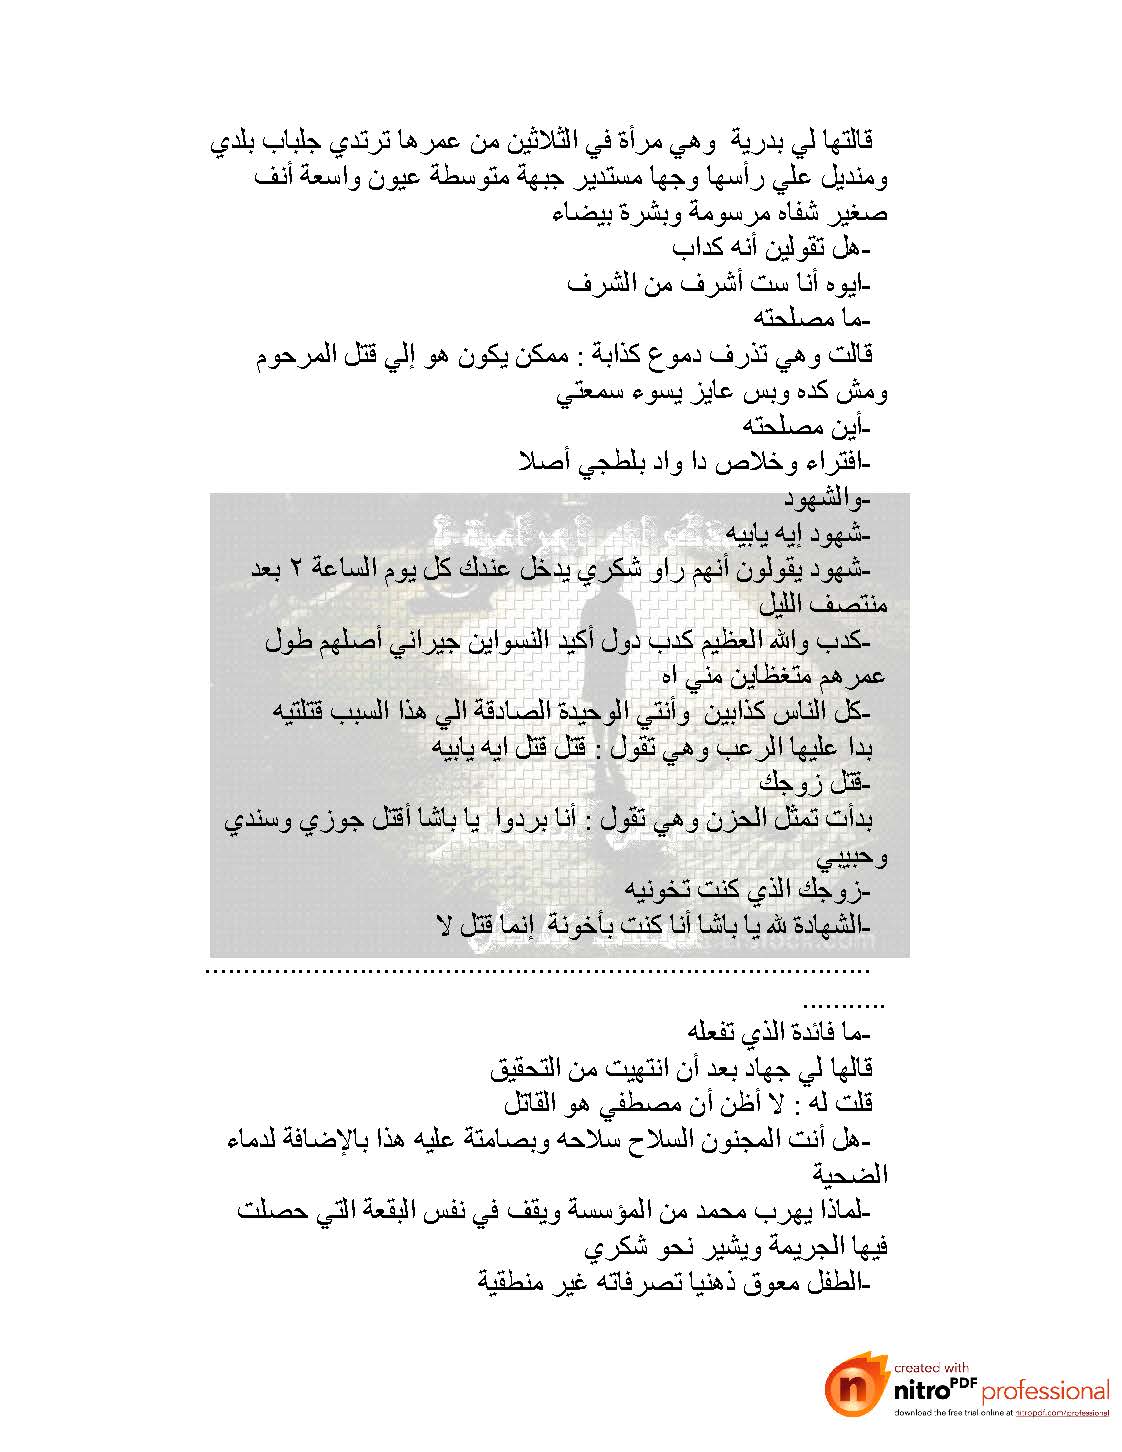 قالتها لي بدرية  وهي مرأة في الثلاثين من عمرها ترتدي جلباب بلدي
ومنديل علي رأسها وجها مستدير جبهة متوسطة عيون واسعة أنف
صغير شفاه مرسومة وبشرة بيضاء
-هل تقولين أنه كداب
-ايوه أنا ست أشرف من الشرف
-ما مصلحته
قالت وهي تذرف دموع كذابة : ممكن يكون هو إلي قتل المرحوم
ومش كده وبس عايز يسوء سمعتي
-أين مصلحته
-افتراء وخلاص دا واد بلطجي أصلا
-والشهود
-شهود إيه يابيه
-شهود يقولون أنهم راو شكري يدخل عندك كل يوم الساعة ٢ بعد
منتصف الليل
-كدب والله العظيم كدب دول أكيد النسواين جيراني أصلهم طول
عمرهم متغظاين مني اه
-كل الناس كذابين  وأنتي الوحيدة الصادقة الي هذا السبب قتلتيه
بدا عليها الرعب وهي تقول : قتل قتل ايه يابيه
-قتل زوجك
بدأت تمثل الحزن وهي تقول : أنا بردوا  يا باشا أقتل جوزي وسندي
وحبيبي
-زوجك الذي كنت تخونيه
-الشهادة لله يا باشا أنا كنت بأخونة  إنما قتل لا
......................................................................................
...........
-ما فائدة الذي تفعله
قالها لي جهاد بعد أن انتهيت من التحقيق
قلت له : لا أظن أن مصطفي هو القاتل
-هل أنت المجنون السلاح سلاحه وبصامتة عليه هذا بالإضافة لدماء
الضحية
-لماذا يهرب محمد من المؤسسة ويقف في نفس البقعة التي حصلت
فيها الجريمة ويشير نحو شكري
-الطفل معوق ذهنيا تصرفاته غير منطقية
created with
nitroPDF professional
download the free trial online at nitropdf.com/professional